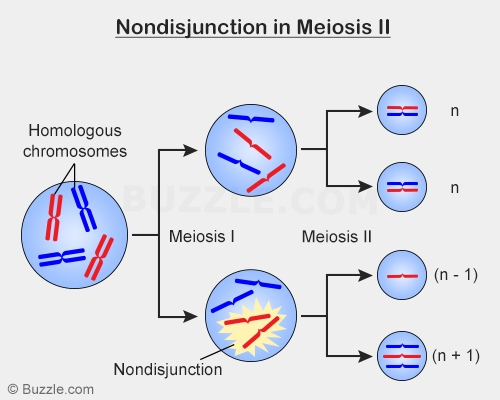 Nondisjunction in Meiosis II
Homologous
chromosomes
n
n
BUZZLE.COM
Meiosis I
Meiosis II
(n - 1)
Nondisjunction
(n + 1)
© Buzzle.com